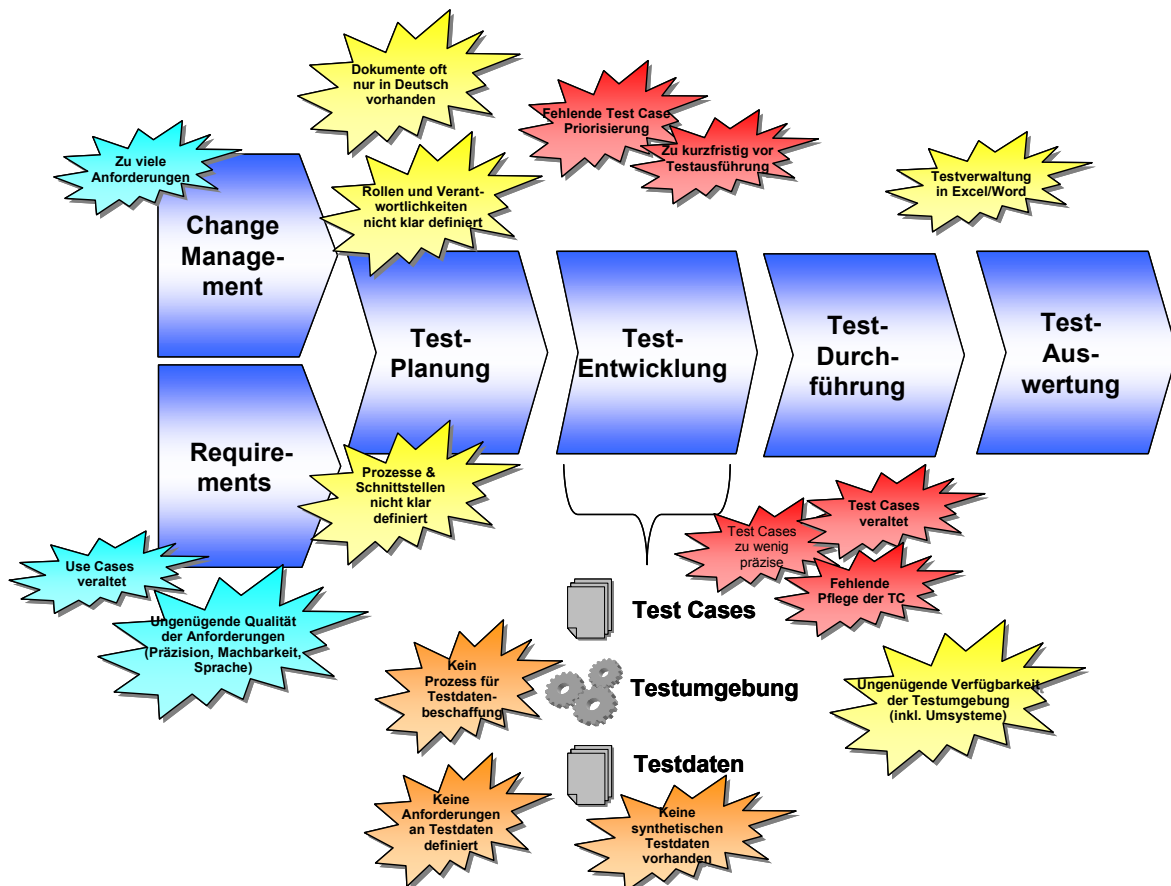 Dokumente oft
nur in Deutsch
vorhanden
Fehlende Test Case
Priorisierung
Zu kurzfristig vor
Testausführung
Zu viele
Anforderungen
Testverwaltung
in Excel/Word
Rollen und Verant-
wortlichkeiten
nicht klar definiert
Change
Manage-
ment
Test-
Planung
Test-
Entwicklung
Test-
Durch-
führung
Test-
Aus-
wertung
Require-
ments
Prozesse &
Schnittstellen
nicht klar
definiert
Use Cases
veraltet
Ungenügende Qualität
der Anforderungen
(Präzision, Machbarkeit,
Sprache)
Test Cases
zu wenig
präzise
Test Cases
veraltet
Fehlende
Pflege der TC
Test Cases
Kein
Prozess für
Testdaten-
beschaffung
Testumgebung
Ungenügende Verfügbarkeit
der Testumgebung
(inkl. Umsysteme)
Testdaten
Keine
Anforderungen
an Testdaten
definiert
Keine
synthetischen
Testdaten
vorhanden